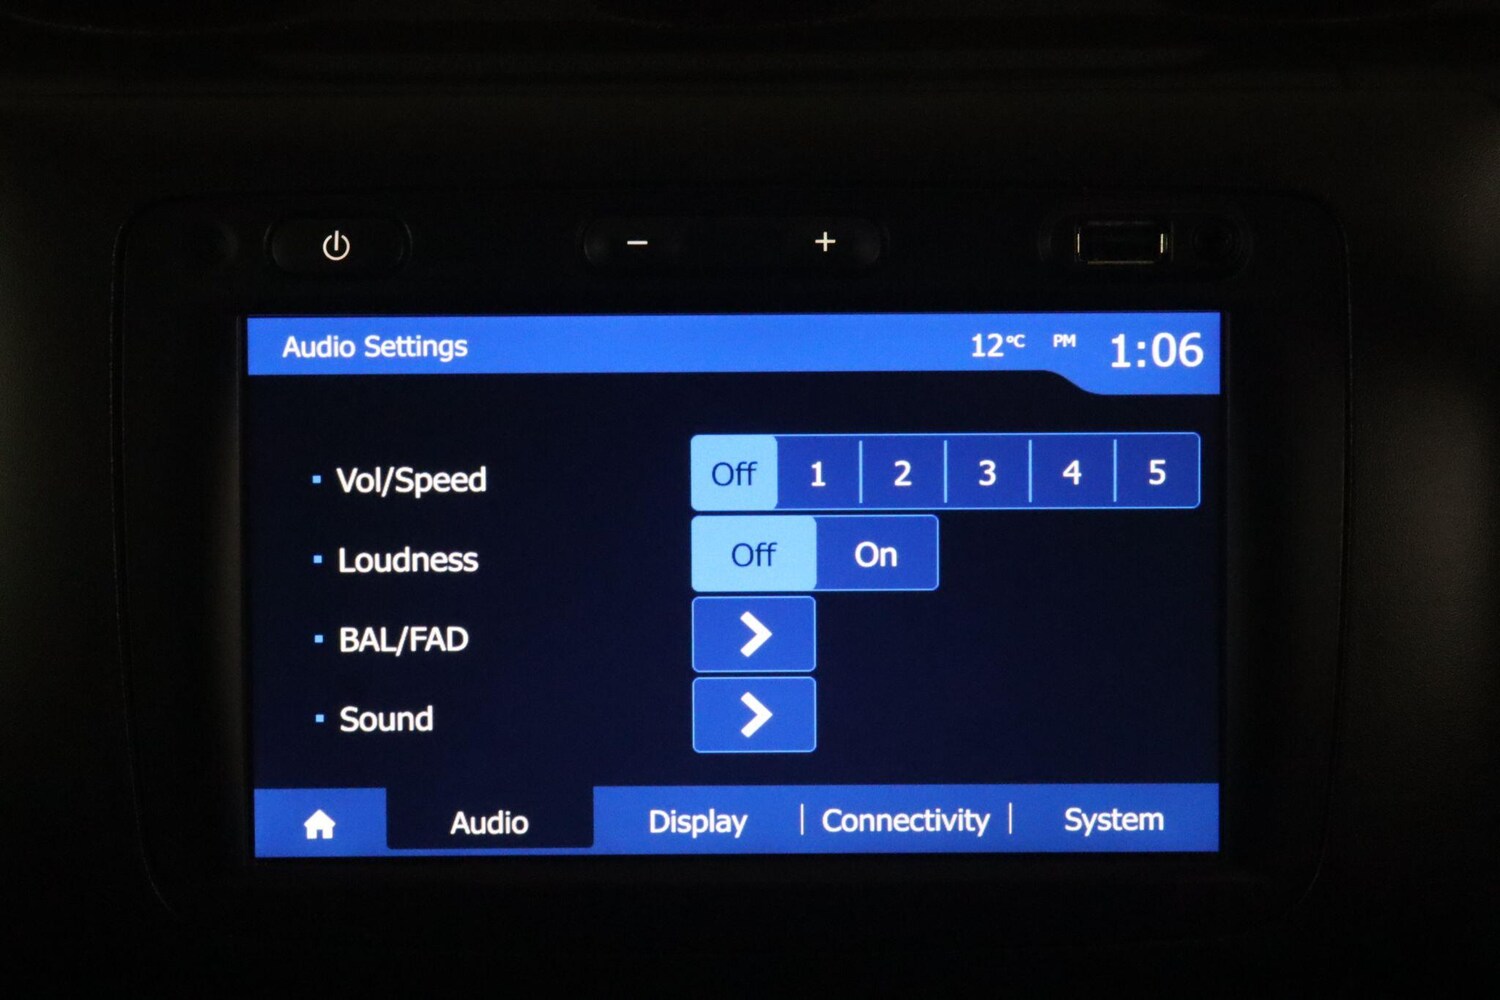 Audio Settings 12°C PM 1:06
Vol/Speed Off 1 2 3 4 5
Loudness Off On
BAL/FAD
Sound
Audio Display Connectivity System